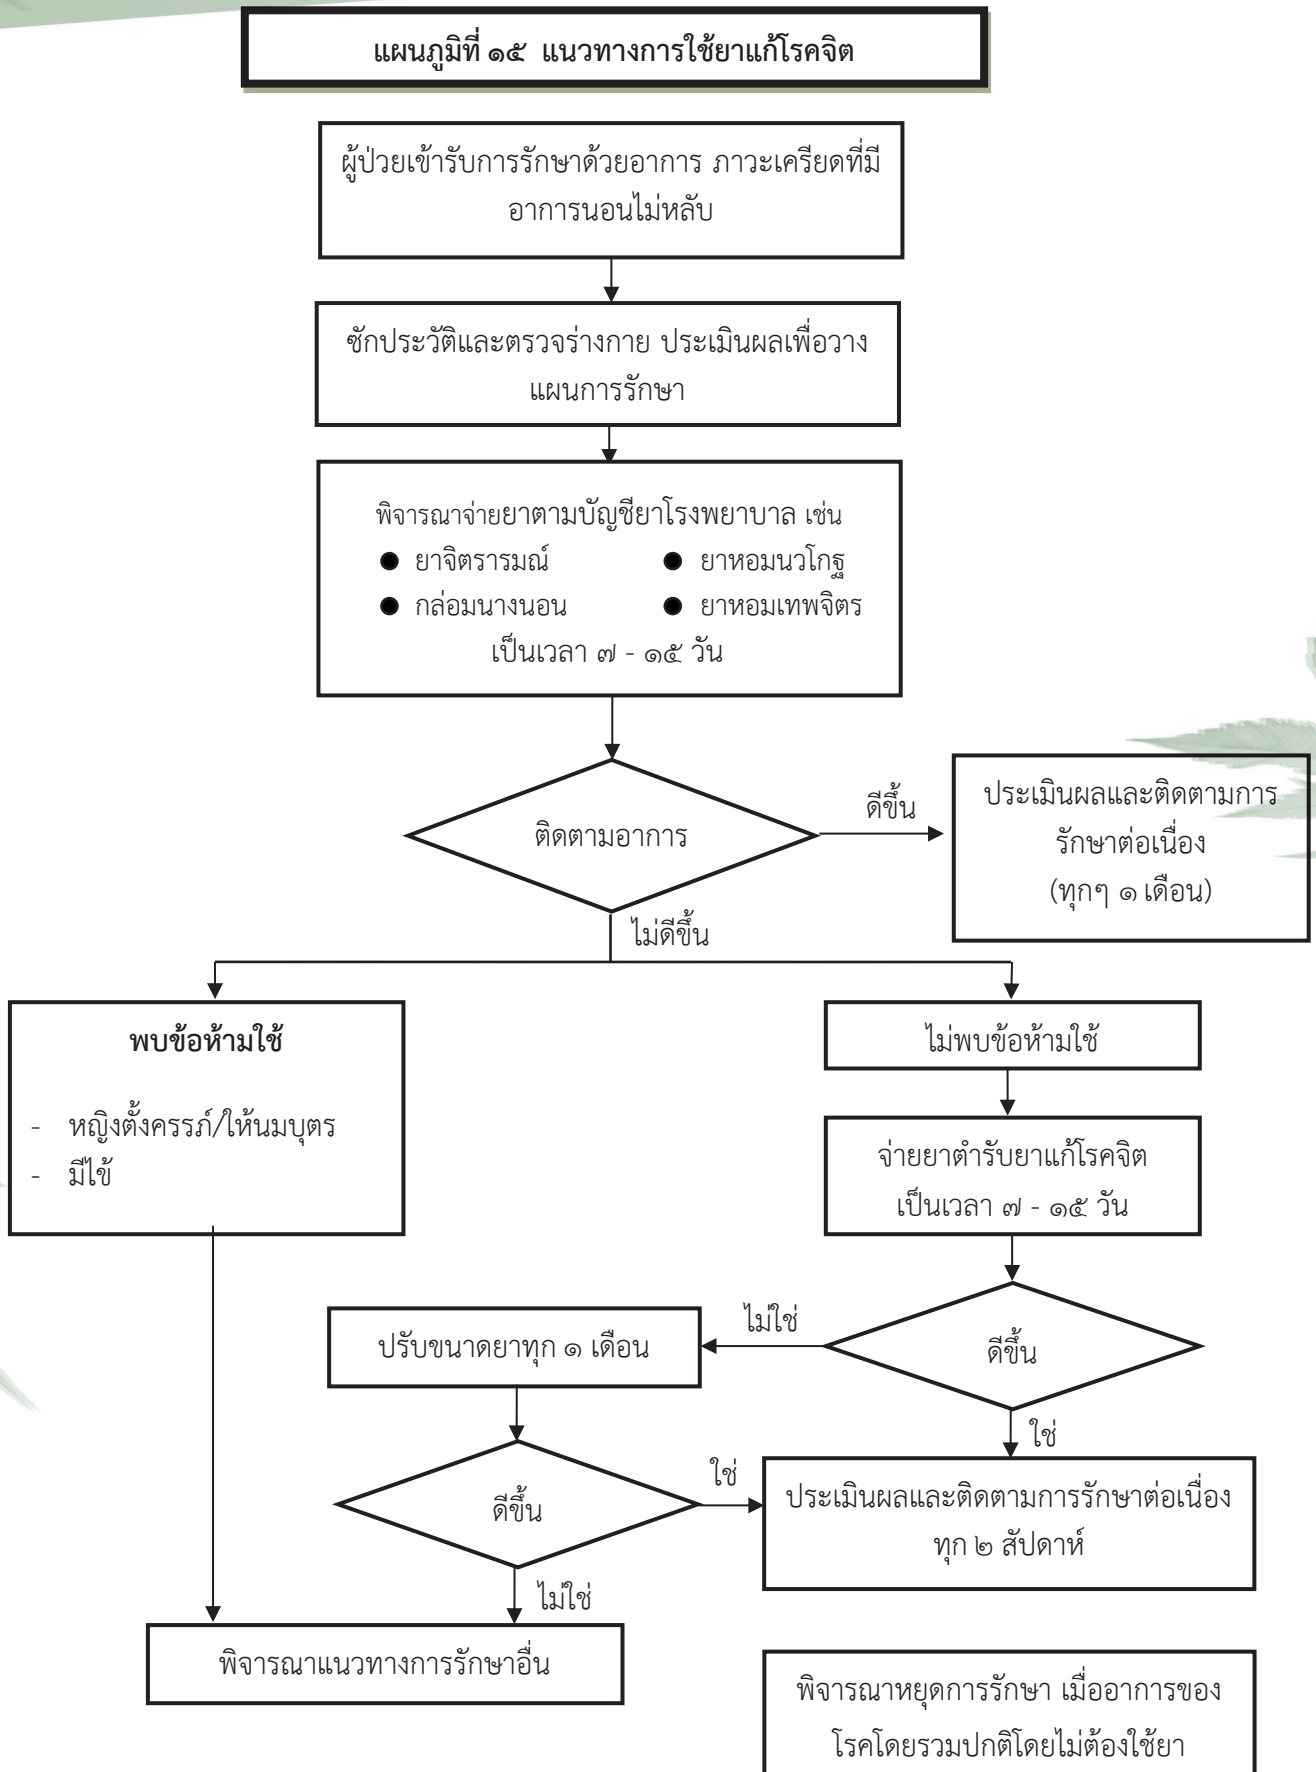 แผนภูมิที่ ๑๕ แนวทางการใช้ยาแก้โรคจิต
ผู้ป่วยเข้ารับการรักษาด้วยอาการ ภาวะเครียดที่มี
อาการนอนไม่หลับ
ซักประวัติและตรวจร่างกาย ประเมินผลเพื่อวาง
แผนการรักษา
พิจารณาจ่ายยาตามบัญชียาโรงพยาบาล เช่น
● ยาจิตรารมณ์ ● ยาหอมนวโกฐ
● กล่อมนางนอน ● ยาหอมเทพจิตร
เป็นเวลา ๗ - ๑๕ วัน
ติดตามอาการ
ดีขึ้น
ประเมินผลและติดตามการ
รักษาต่อเนื่อง
(ทุกๆ ๑ เดือน)
ไม่ดีขึ้น
พบข้อห้ามใช้
- หญิงตั้งครรภ์/ให้นมบุตร
- มีไข้
ไม่พบข้อห้ามใช้
จ่ายยาตำรับยาแก้โรคจิต
เป็นเวลา ๗ - ๑๕ วัน
ดีขึ้น
ไม่ใช่
ปรับขนาดยาทุก ๑ เดือน
ใช่
ดีขึ้น
ใช่
ประเมินผลและติดตามการรักษาต่อเนื่อง
ทุก ๒ สัปดาห์
ไม่ใช่
พิจารณาแนวทางการรักษาอื่น
พิจารณาหยุดการรักษา เมื่ออาการของ
โรคโดยรวมปกติโดยไม่ต้องใช้ยา